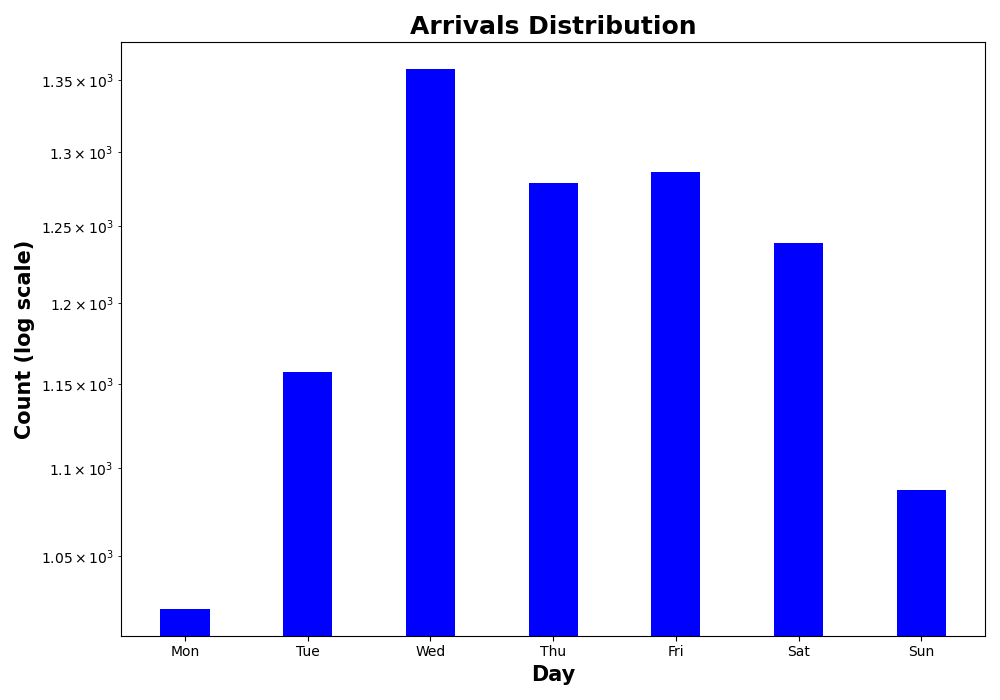 Arrivals Distribution
Count (log scale)
1.35 × 10³
1.3 × 10³
1.25 × 10³
1.2 × 10³
1.15 × 10³
1.1 × 10³
1.05 × 10³
Mon Tue Wed Thu Fri Sat Sun
Day